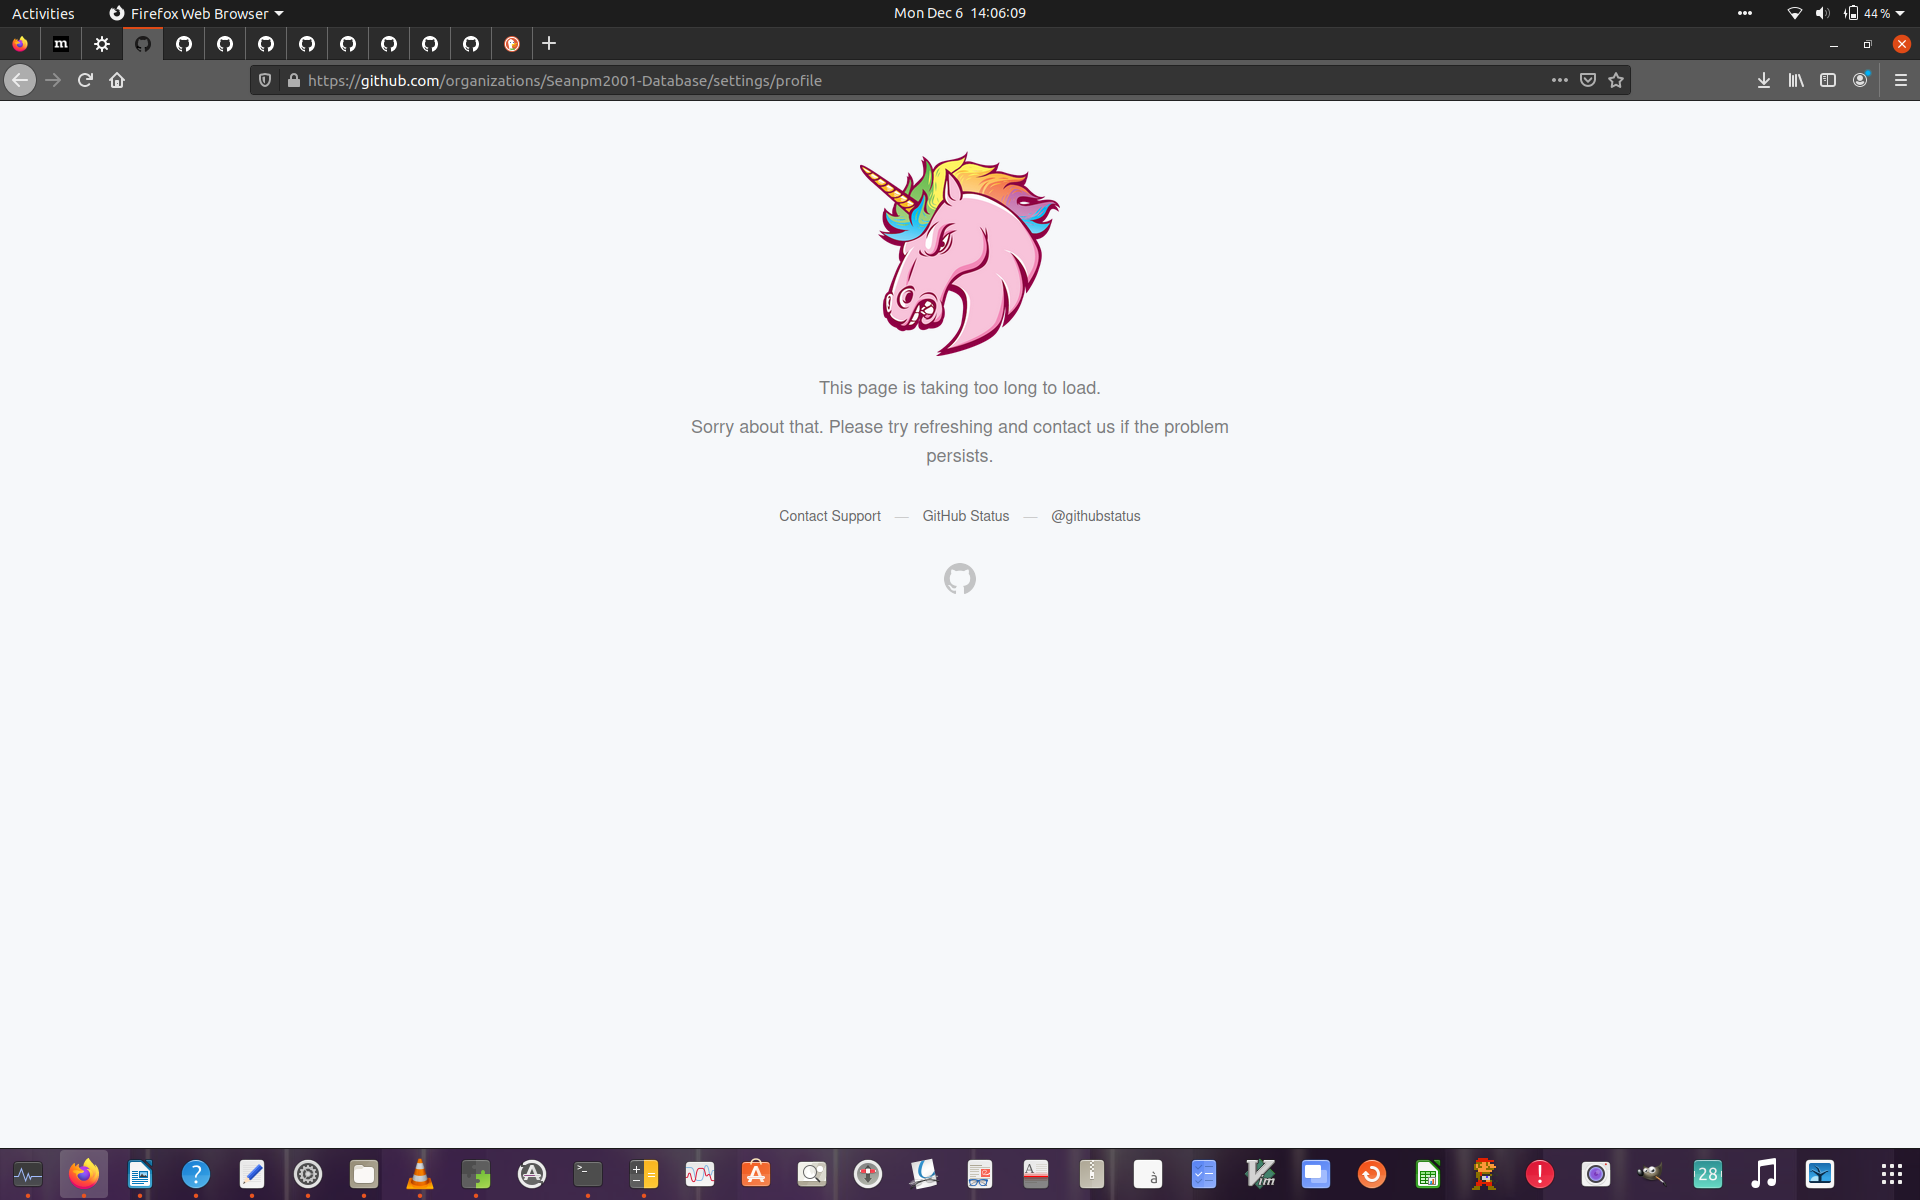 Activities
Firefox Web Browser
Mon Dec 6 14:06:09
44 %
m
https://github.com/organizations/Seanpm2001-Database/settings/profile
This page is taking too long to load.
Sorry about that. Please try refreshing and contact us if the problem
persists.
Contact Support — GitHub Status — @githubstatus
?
>_
A
à
Vim
!
28